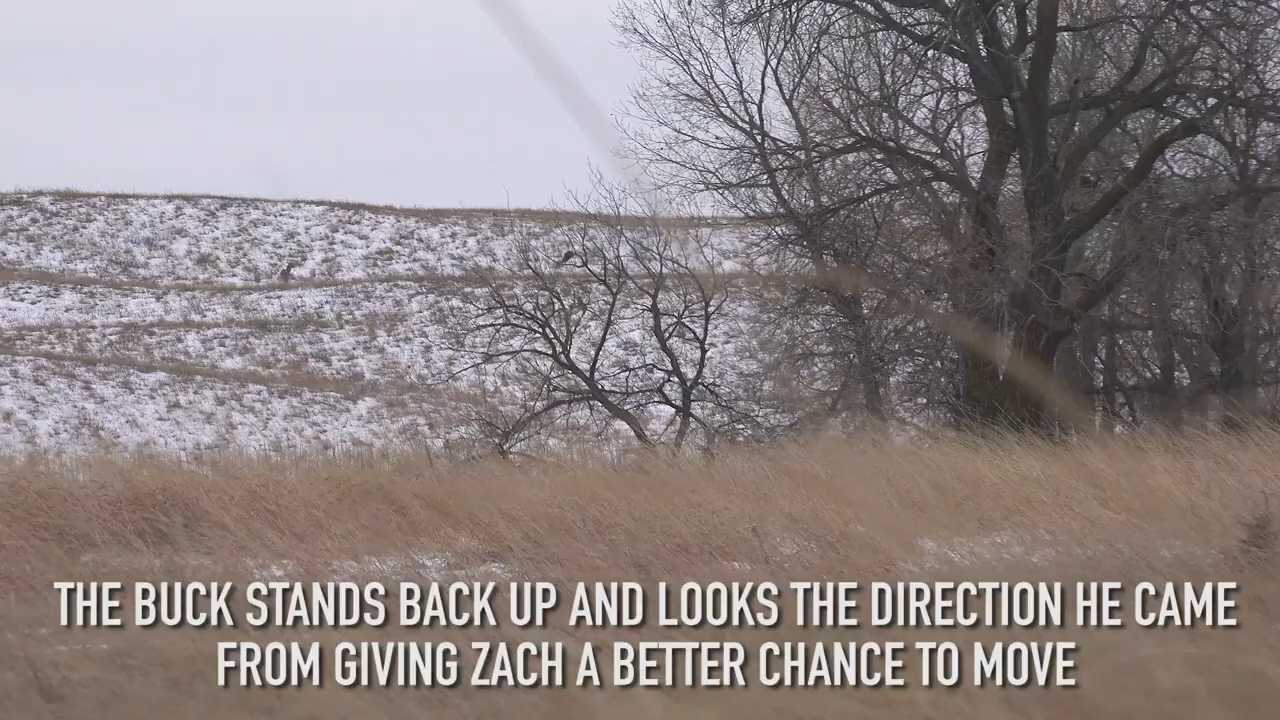 THE BUCK STANDS BACK UP AND LOOKS THE DIRECTION HE CAME
FROM GIVING ZACH A BETTER CHANCE TO MOVE